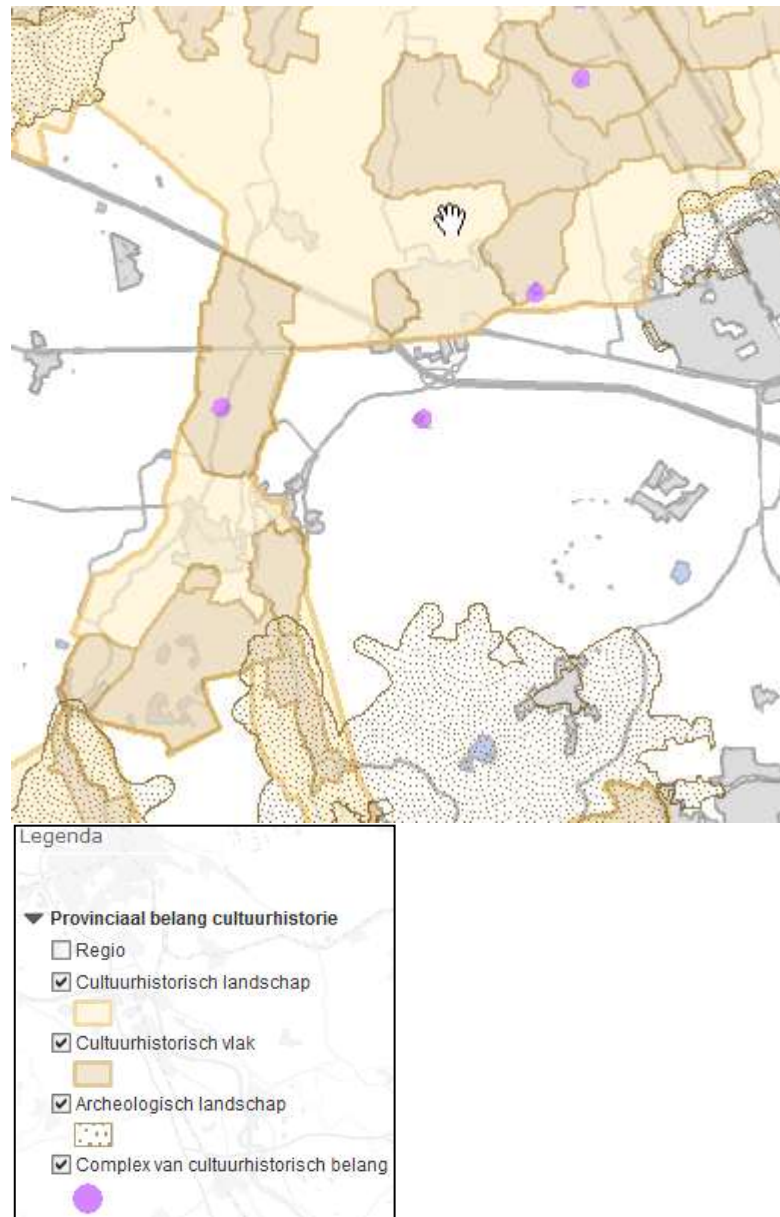 Legenda
Provinciaal belang cultuurhistorie
Regio
Cultuurhistorisch landschap
Cultuurhistorisch vlak
Archeologisch landschap
Complex van cultuurhistorisch belang